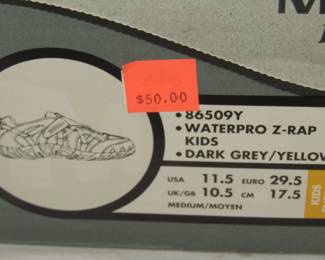 M
$50.00
• 86509Y
• WATERPRO Z-RAP
KIDS
• DARK GREY/YELLOW
USA 11.5 EURO 29.5
UK/GB 10.5 CM 17.5
MEDIUM/MOYEN
KIDS